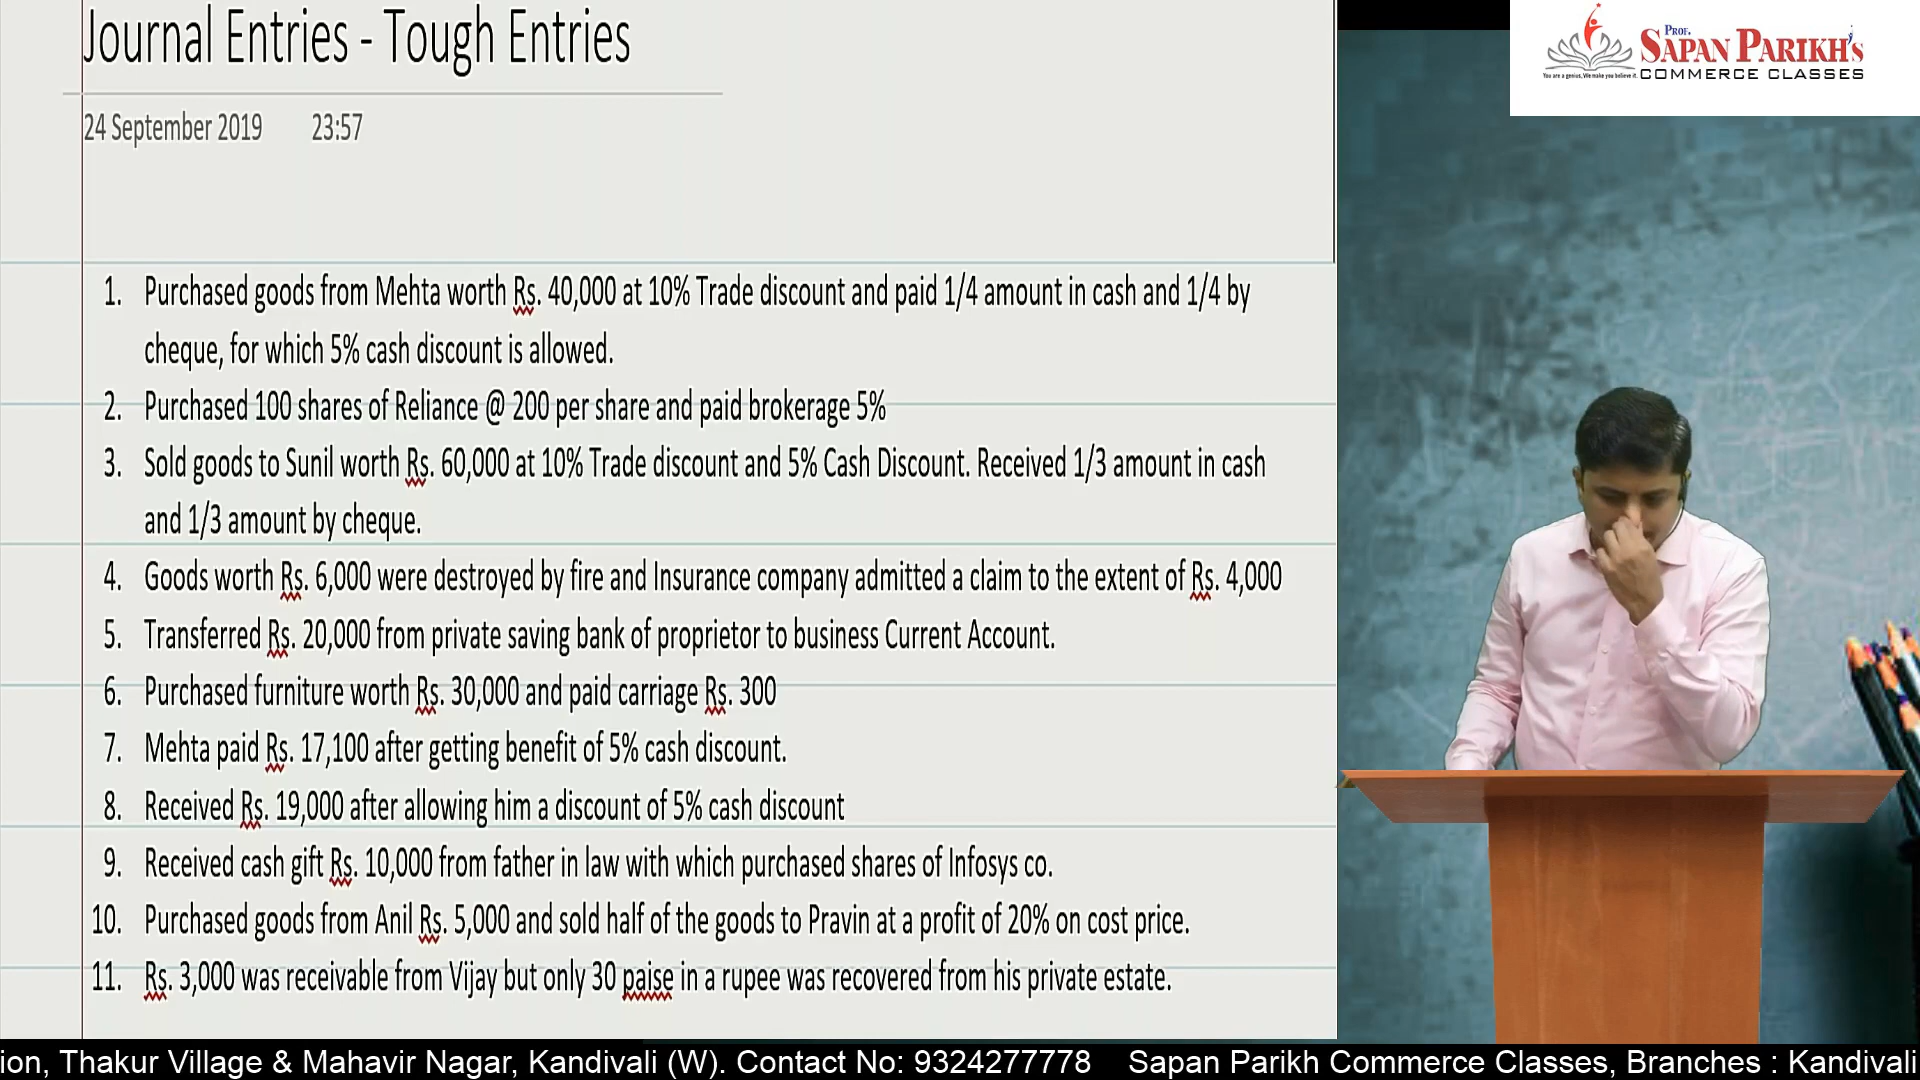 Journal Entries - Tough Entries
24 September 2019 23:57
1. Purchased goods from Mehta worth Rs. 40,000 at 10% Trade discount and paid 1/4 amount in cash and 1/4 by
cheque, for which 5% cash discount is allowed.
2. Purchased 100 shares of Reliance @ 200 per share and paid brokerage 5%
3. Sold goods to Sunil worth Rs. 60,000 at 10% Trade discount and 5% Cash Discount. Received 1/3 amount in cash
and 1/3 amount by cheque.
4. Goods worth Rs. 6,000 were destroyed by fire and Insurance company admitted a claim to the extent of Rs. 4,000
5. Transferred Rs. 20,000 from private saving bank of proprietor to business Current Account.
6. Purchased furniture worth Rs. 30,000 and paid carriage Rs. 300
7. Mehta paid Rs. 17,100 after getting benefit of 5% cash discount.
8. Received Rs. 19,000 after allowing him a discount of 5% cash discount
9. Received cash gift Rs. 10,000 from father in law with which purchased shares of Infosys co.
10. Purchased goods from Anil Rs. 5,000 and sold half of the goods to Pravin at a profit of 20% on cost price.
11. Rs. 3,000 was receivable from Vijay but only 30 paise in a rupee was recovered from his private estate.
PROF.
SAPAN PARIKH'S
COMMERCE CLASSES
You are a genius, We make you believe it.
ion, Thakur Village & Mahavir Nagar, Kandivali (W). Contact No: 9324277778 Sapan Parikh Commerce Classes, Branches : Kandivali